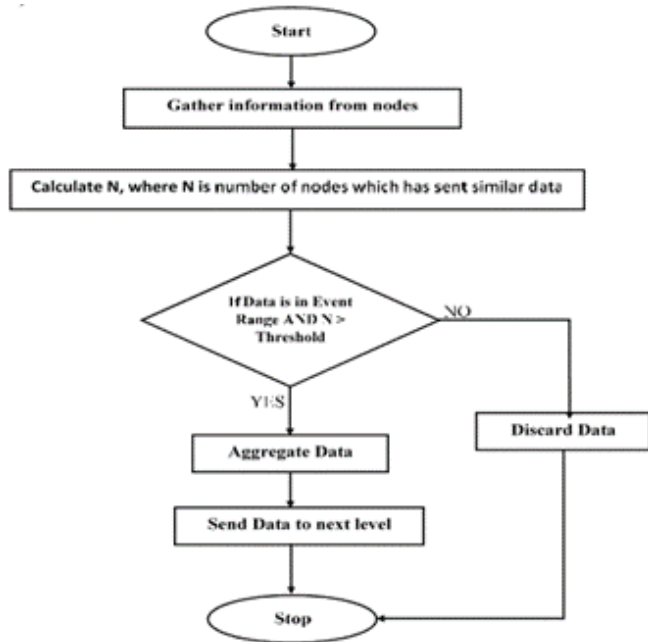 Start
Gather information from nodes
Calculate N, where N is number of nodes which has sent similar data
If Data is in Event
Range AND N >
Threshold
NO
YES
Discard Data
Aggregate Data
Send Data to next level
Stop